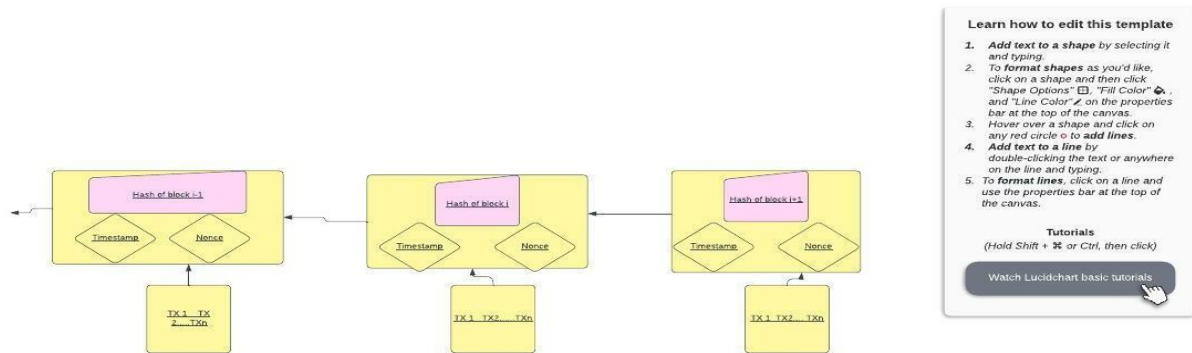 Hash of block i-1
Timestamp
Nonce
TX 1 TX
2......TXn
Hash of block i
Timestamp
Nonce
TX 1 TX2.......TXn
Hash of block i+1
Timestamp
Nonce
TX 1 TX2.... TXn
Learn how to edit this template
1. Add text to a shape by selecting it
and typing.
2. To format shapes as you'd like,
click on a shape and then click
"Shape Options" , "Fill Color" ,
and "Line Color" on the properties
bar at the top of the canvas.
3. Hover over a shape and click on
any red circle to add lines.
4. Add text to a line by
double-clicking the text or anywhere
on the line and typing.
5. To format lines, click on a line and
use the properties bar at the top of
the canvas.
Tutorials
(Hold Shift + ⌘ or Ctrl, then click)
Watch Lucidchart basic tutorials